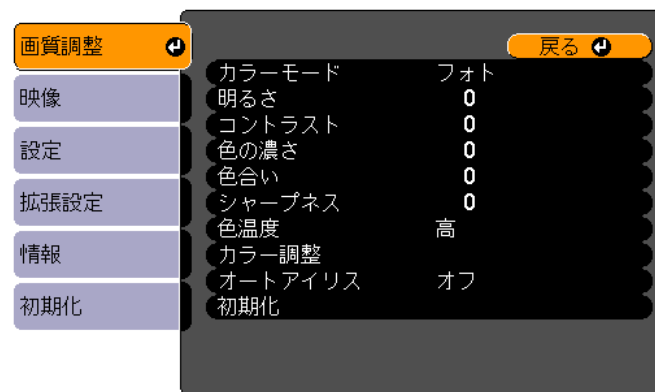 画質調整
映像
設定
拡張設定
情報
初期化
戻る
カラーモード フォト
明るさ 0
コントラスト 0
色の濃さ 0
色合い 0
シャープネス 0
色温度 高
カラー調整
オートアイリス オフ
初期化